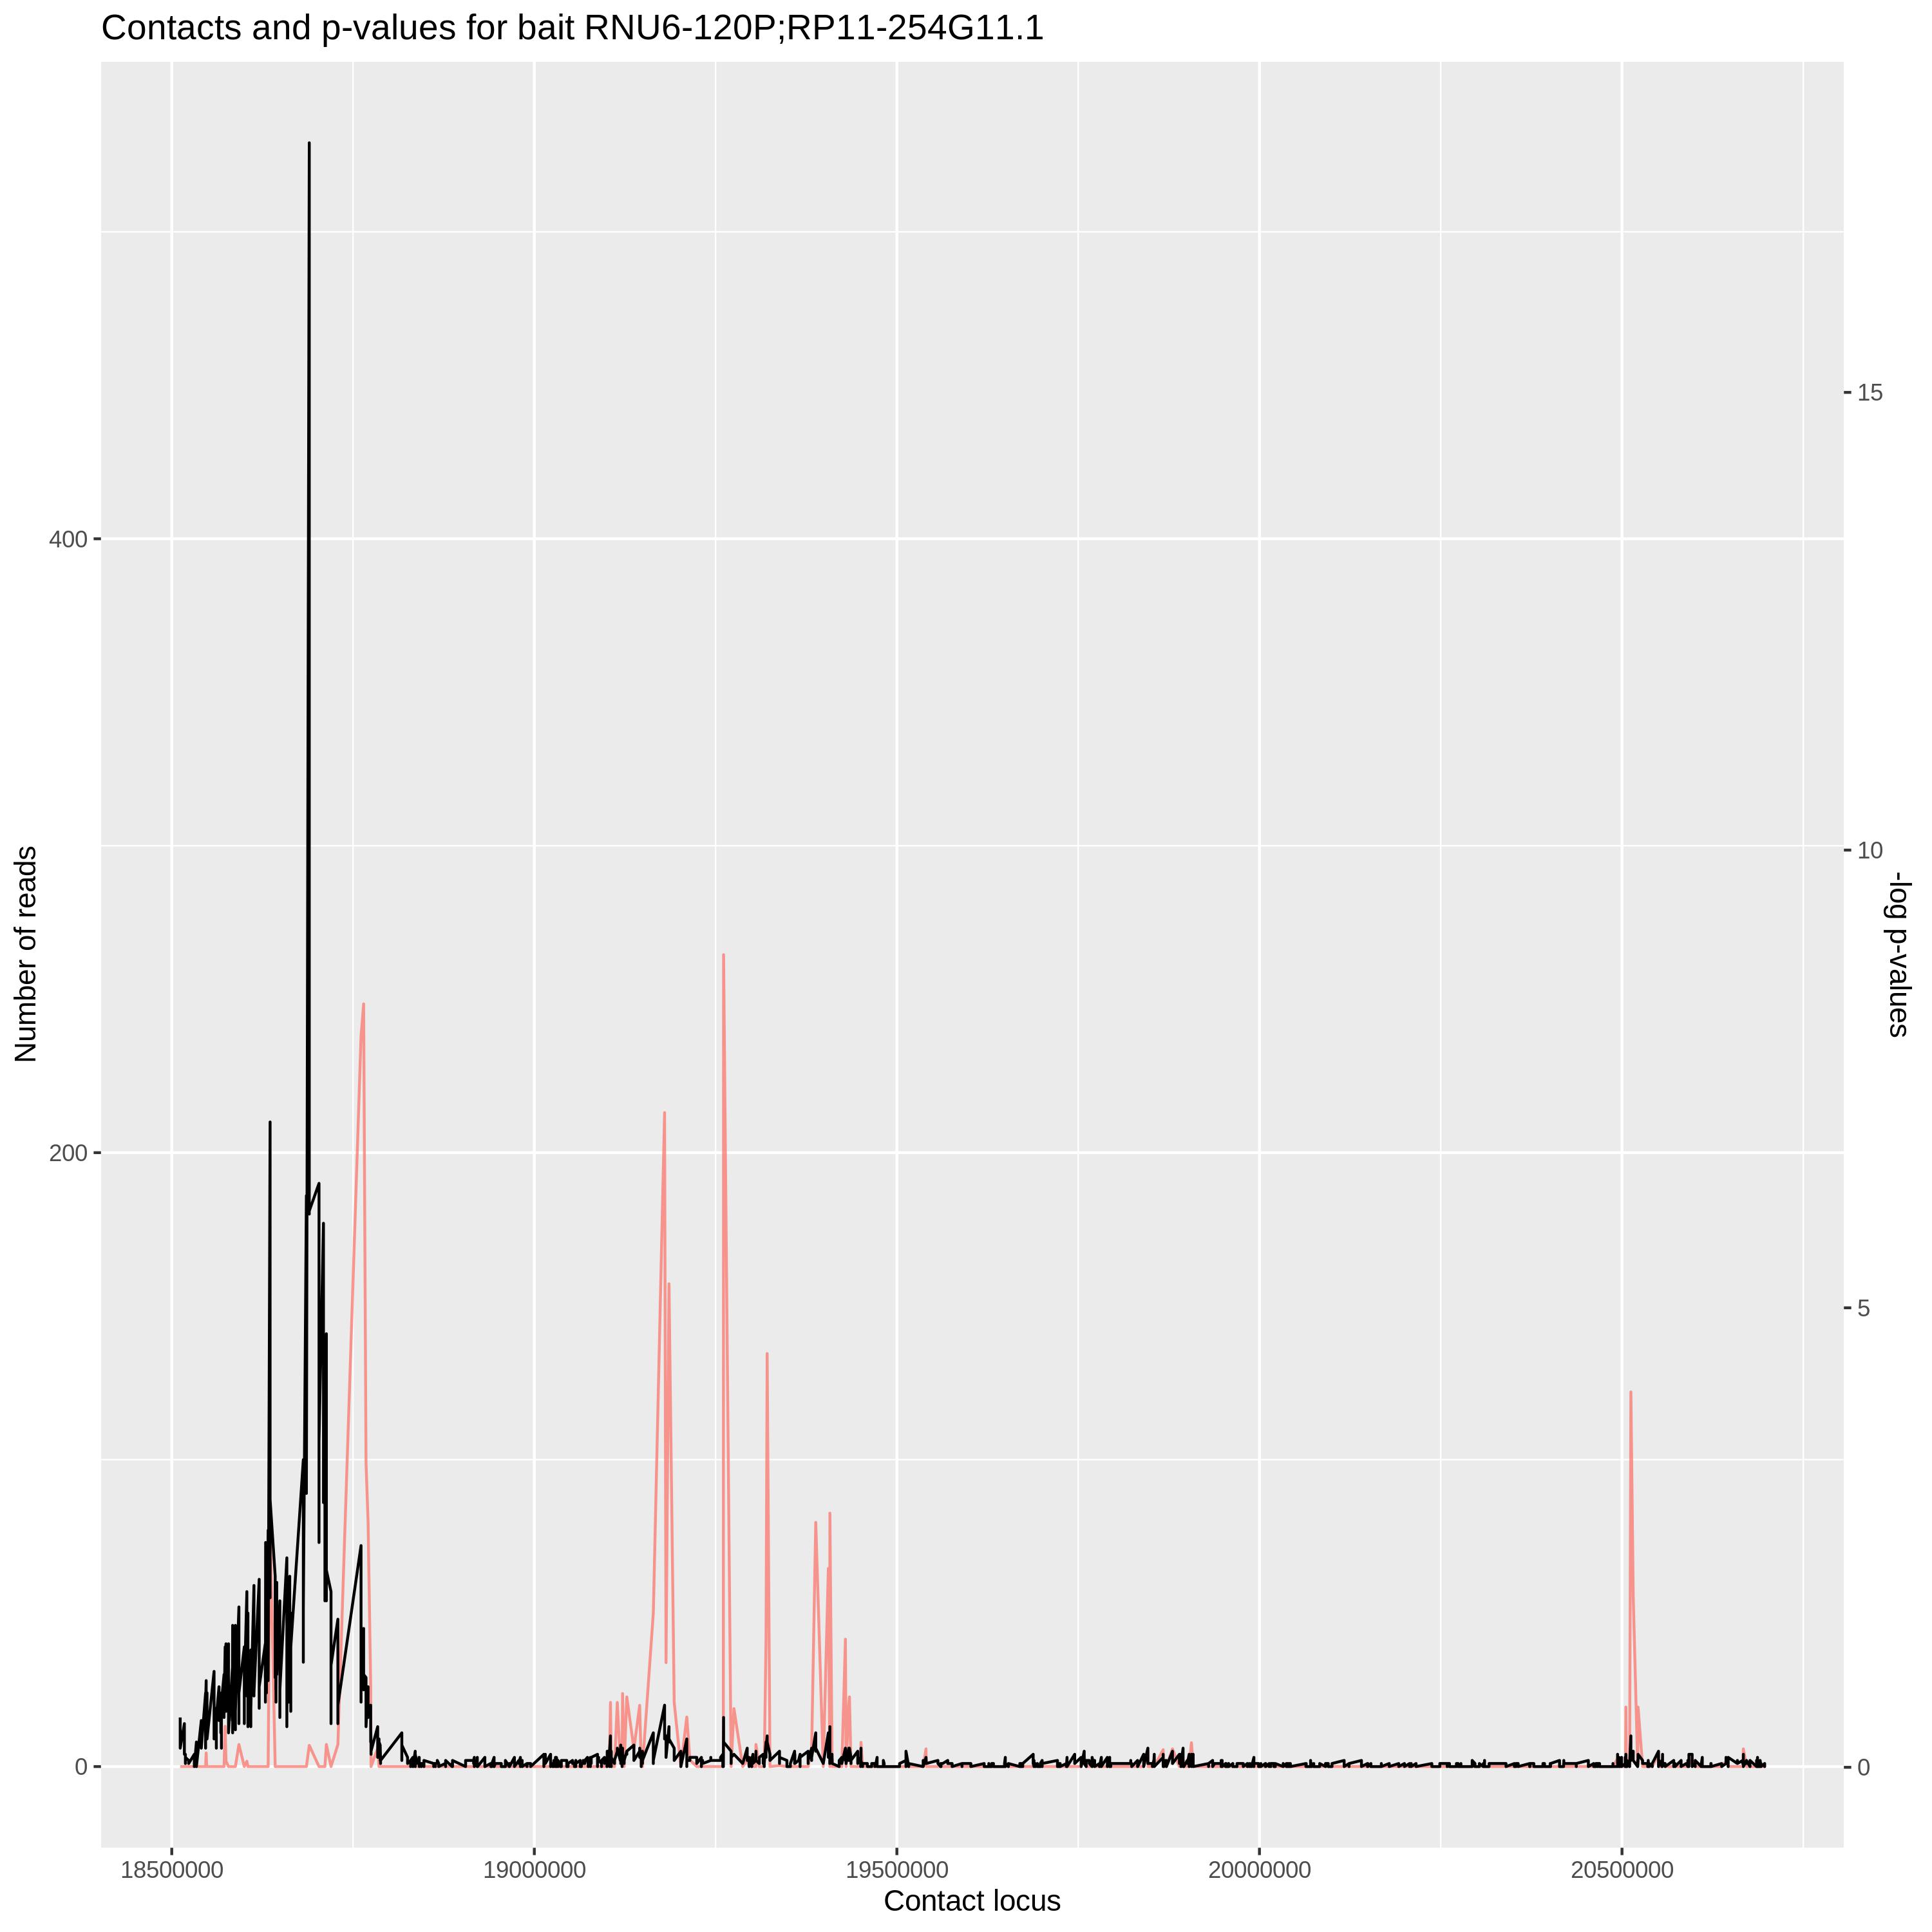 Contacts and p-values for bait RNU6-120P;RP11-254G11.1
Number of reads
400
200
0
15
10
5
0
-log p-values
18500000 19000000 19500000 20000000 20500000
Contact locus